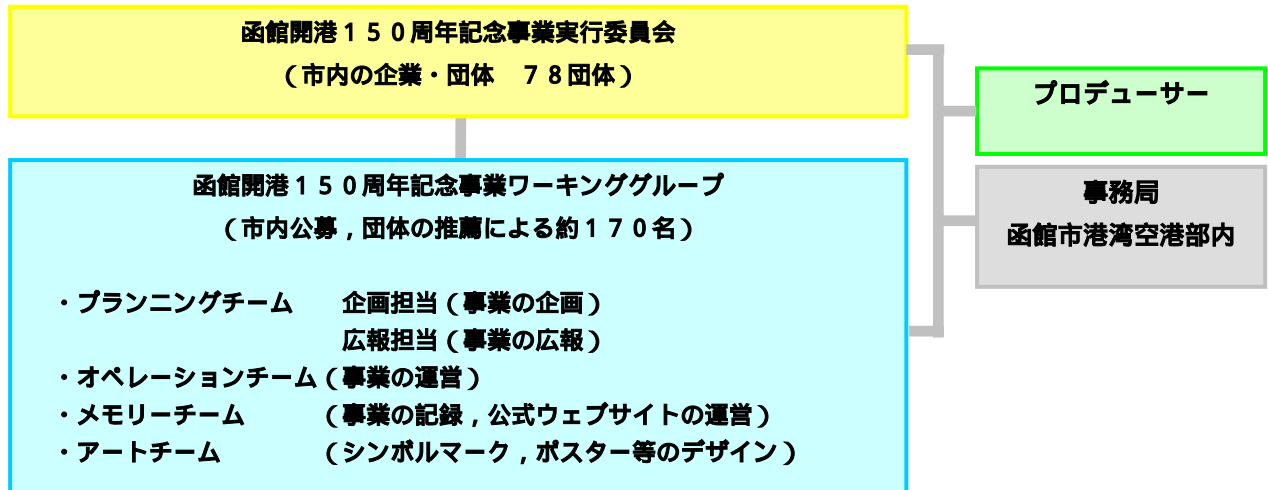 函館開港１５０周年記念事業実行委員会
（市内の企業・団体　７８団体）
プロデューサー
事務局
函館市港湾空港部内
函館開港１５０周年記念事業ワーキンググループ
（市内公募，団体の推薦による約１７０名）
・プランニングチーム　　企画担当（事業の企画）
広報担当（事業の広報）
・オペレーションチーム（事業の運営）
・メモリーチーム　　　（事業の記録，公式ウェブサイトの運営）
・アートチーム　　　　（シンボルマーク，ポスター等のデザイン）